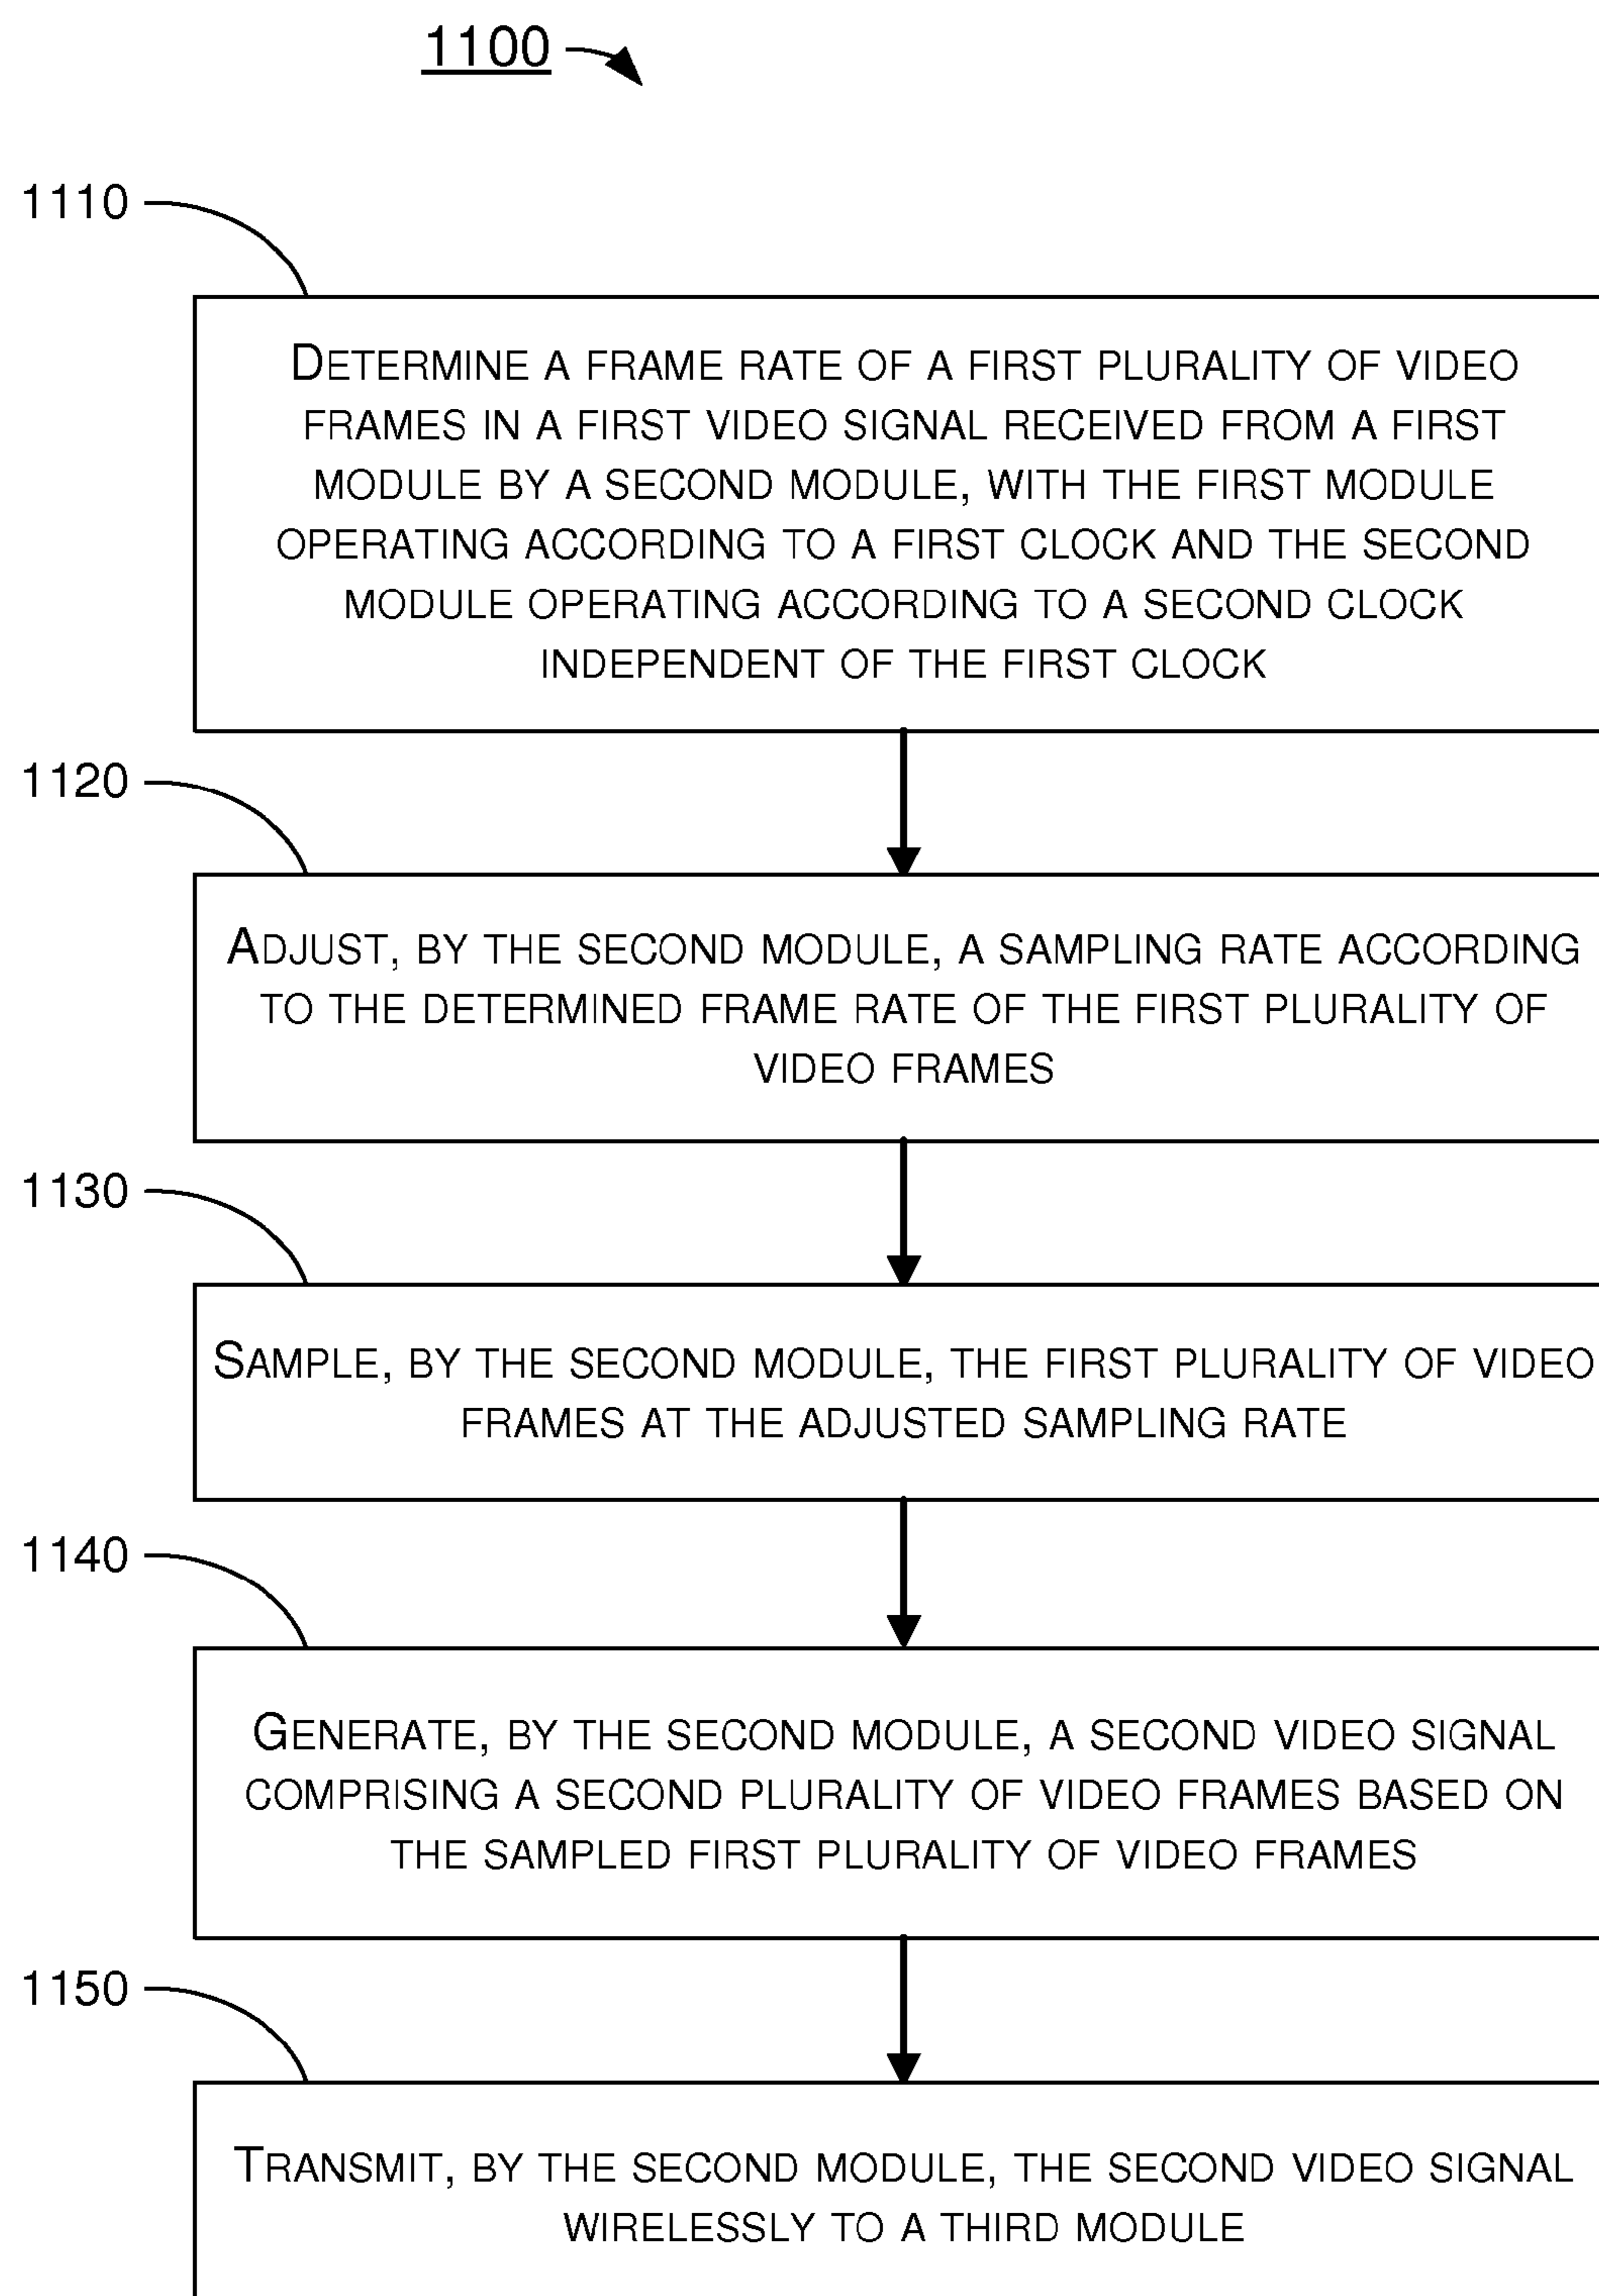 1100
1110
DETERMINE A FRAME RATE OF A FIRST PLURALITY OF VIDEO
FRAMES IN A FIRST VIDEO SIGNAL RECEIVED FROM A FIRST
MODULE BY A SECOND MODULE, WITH THE FIRST MODULE
OPERATING ACCORDING TO A FIRST CLOCK AND THE SECOND
MODULE OPERATING ACCORDING TO A SECOND CLOCK
INDEPENDENT OF THE FIRST CLOCK
1120
ADJUST, BY THE SECOND MODULE, A SAMPLING RATE ACCORDING
TO THE DETERMINED FRAME RATE OF THE FIRST PLURALITY OF
VIDEO FRAMES
1130
SAMPLE, BY THE SECOND MODULE, THE FIRST PLURALITY OF VIDEO
FRAMES AT THE ADJUSTED SAMPLING RATE
1140
GENERATE, BY THE SECOND MODULE, A SECOND VIDEO SIGNAL
COMPRISING A SECOND PLURALITY OF VIDEO FRAMES BASED ON
THE SAMPLED FIRST PLURALITY OF VIDEO FRAMES
1150
TRANSMIT, BY THE SECOND MODULE, THE SECOND VIDEO SIGNAL
WIRELESSLY TO A THIRD MODULE